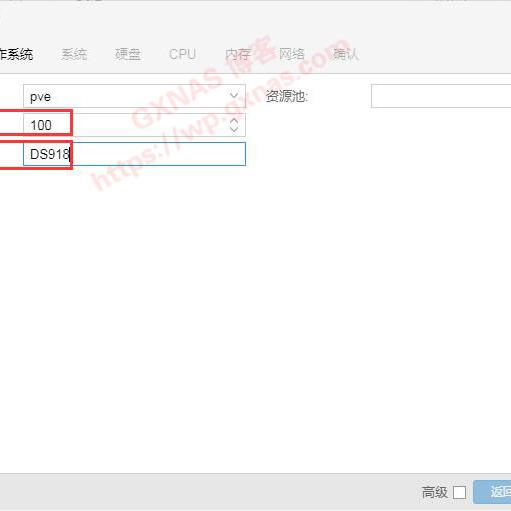 作系统 系统 硬盘 CPU 内存 网络 确认
pve 资源池:
100
DS918
GXNAS 博客
https://wp.gxnas.com
高级 返回